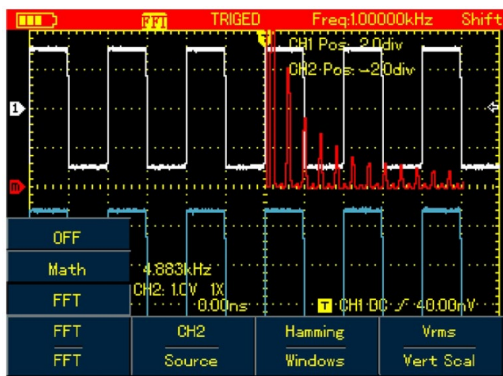 FFT TRIGED Freq:1.00000kHz Shift
CH1 Pos: 2.0div
CH2 Pos: -2.0div
T
1
m
OFF
Math 4.883kHz
CH2: 1.0V 1X
FFT 0.00ns T CH1 DC 40.00mV
FFT CH2 Hamming Vrms
FFT Source Windows Vert Scal